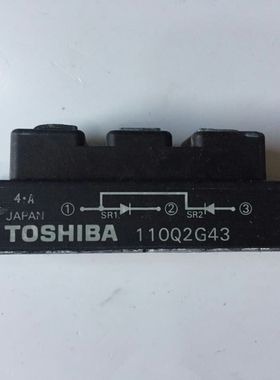 4·A
JAPAN ① SR1 ② SR2 ③
TOSHIBA 110Q2G43